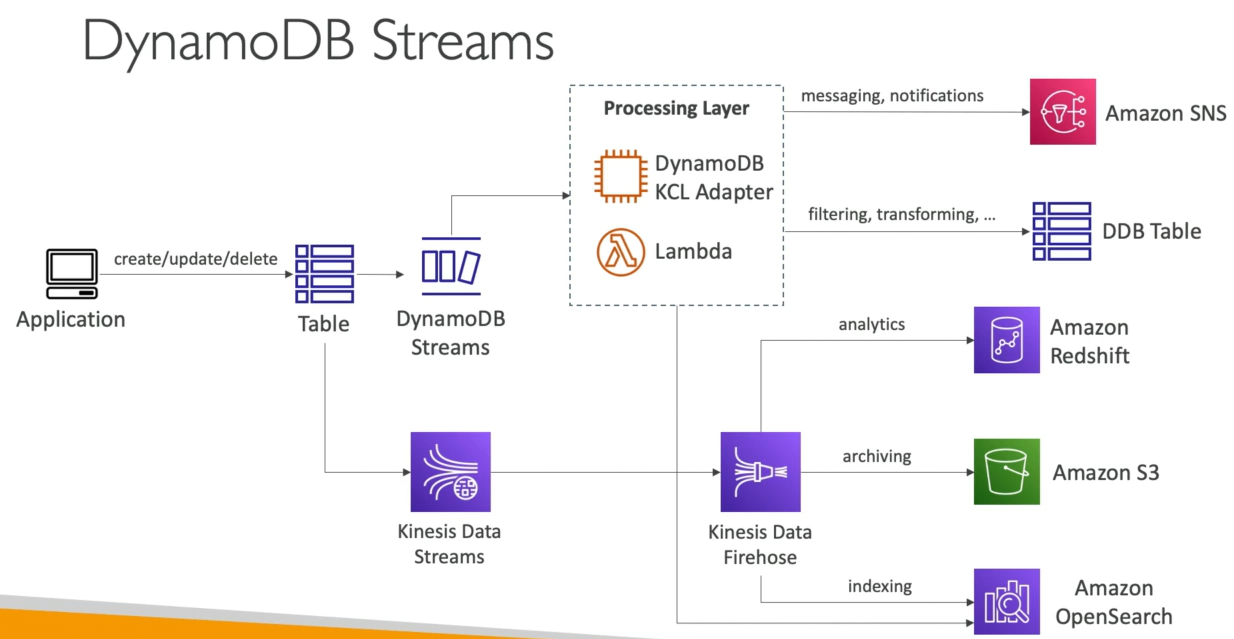 DynamoDB Streams
Processing Layer
DynamoDB
KCL Adapter
Lambda
messaging, notifications
Amazon SNS
filtering, transforming, ...
DDB Table
create/update/delete
Application
Table
DynamoDB
Streams
analytics
Amazon
Redshift
archiving
Amazon S3
Kinesis Data
Streams
Kinesis Data
Firehose
indexing
Amazon
OpenSearch